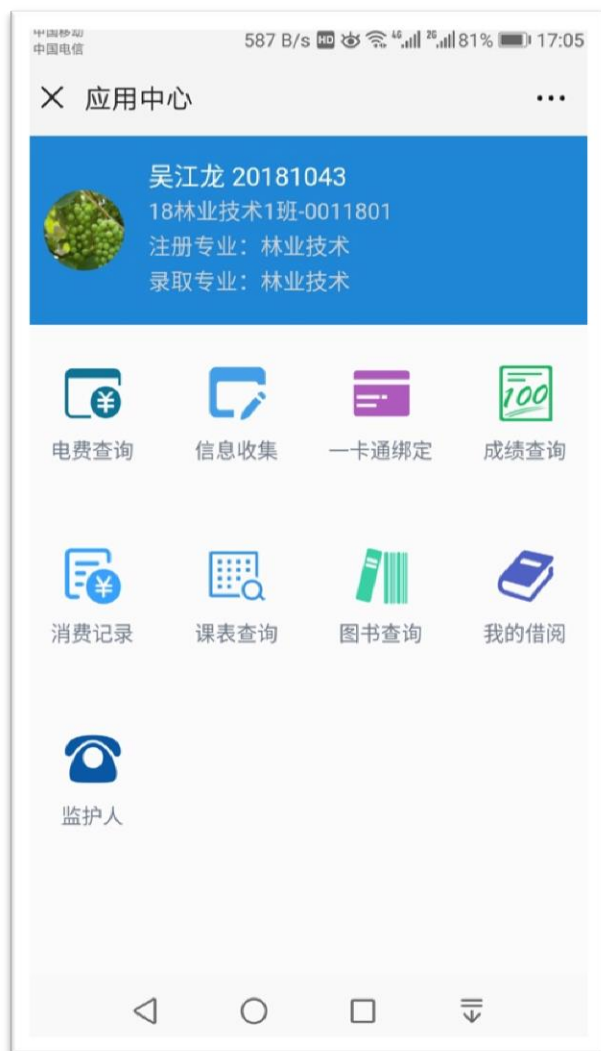 中国移动
中国电信 587 B/s HD 4G 2G 81% 17:05
应用中心
吴江龙 20181043
18林业技术1班-0011801
注册专业：林业技术
录取专业：林业技术
电费查询 信息收集 一卡通绑定 成绩查询
消费记录 课表查询 图书查询 我的借阅
监护人
100